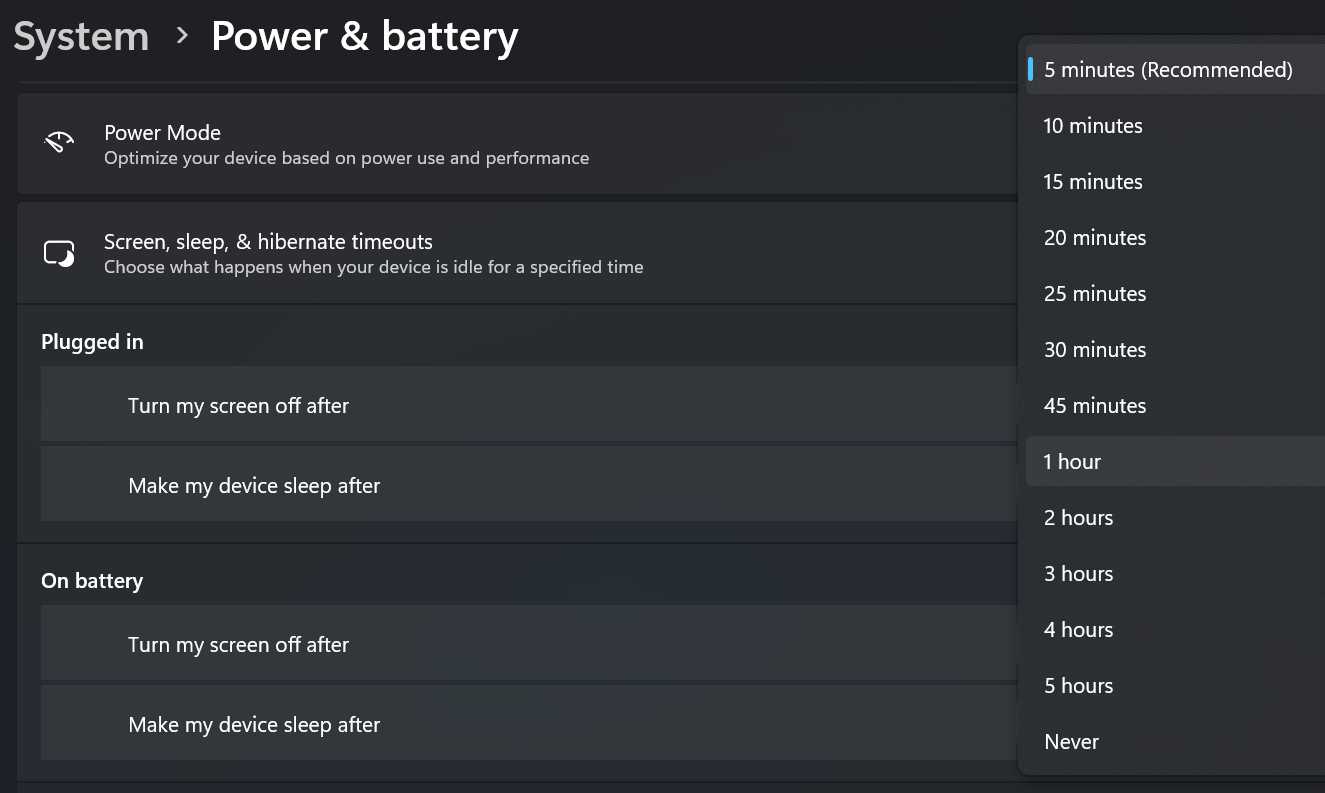 System > Power & battery
Power Mode
Optimize your device based on power use and performance
Screen, sleep, & hibernate timeouts
Choose what happens when your device is idle for a specified time
Plugged in
Turn my screen off after
Make my device sleep after
On battery
Turn my screen off after
Make my device sleep after
5 minutes (Recommended)
10 minutes
15 minutes
20 minutes
25 minutes
30 minutes
45 minutes
1 hour
2 hours
3 hours
4 hours
5 hours
Never